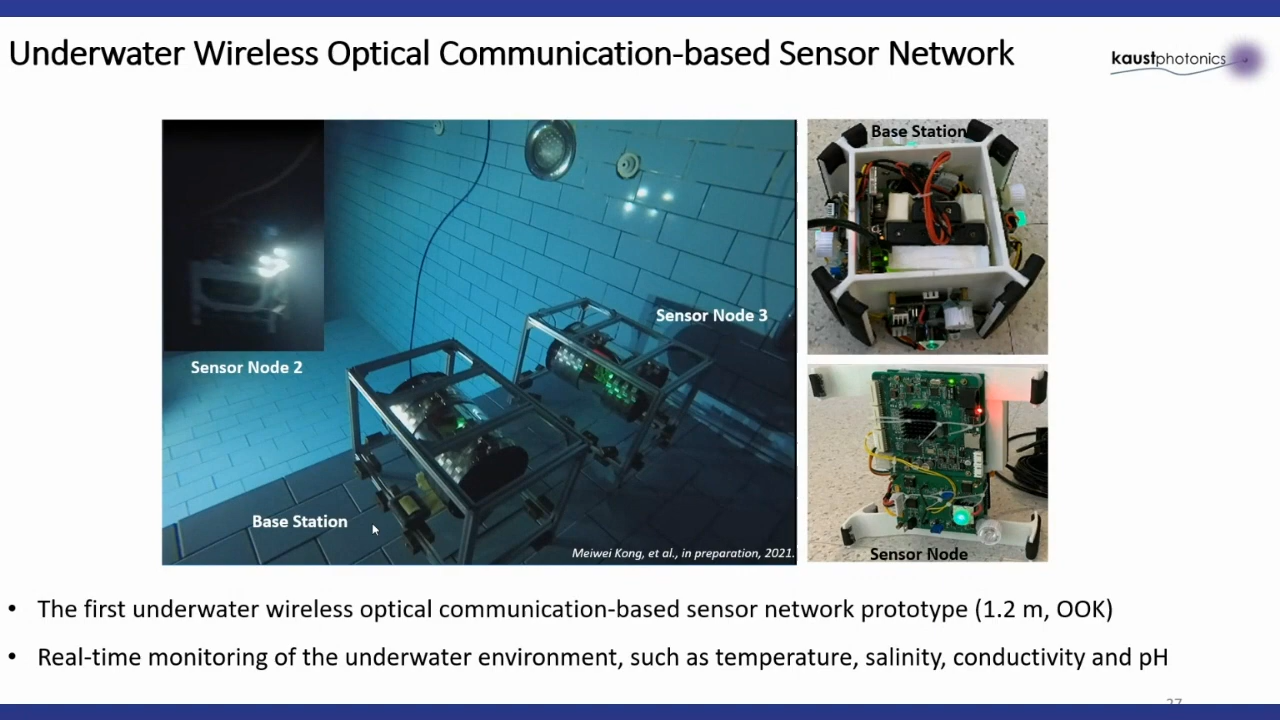 Underwater Wireless Optical Communication-based Sensor Network
kaustphotonics
Base Station
Sensor Node 3
Sensor Node 2
Base Station
Meiwei Kong, et al., in preparation, 2021.
Sensor Node
• The first underwater wireless optical communication-based sensor network prototype (1.2 m, OOK)
• Real-time monitoring of the underwater environment, such as temperature, salinity, conductivity and pH